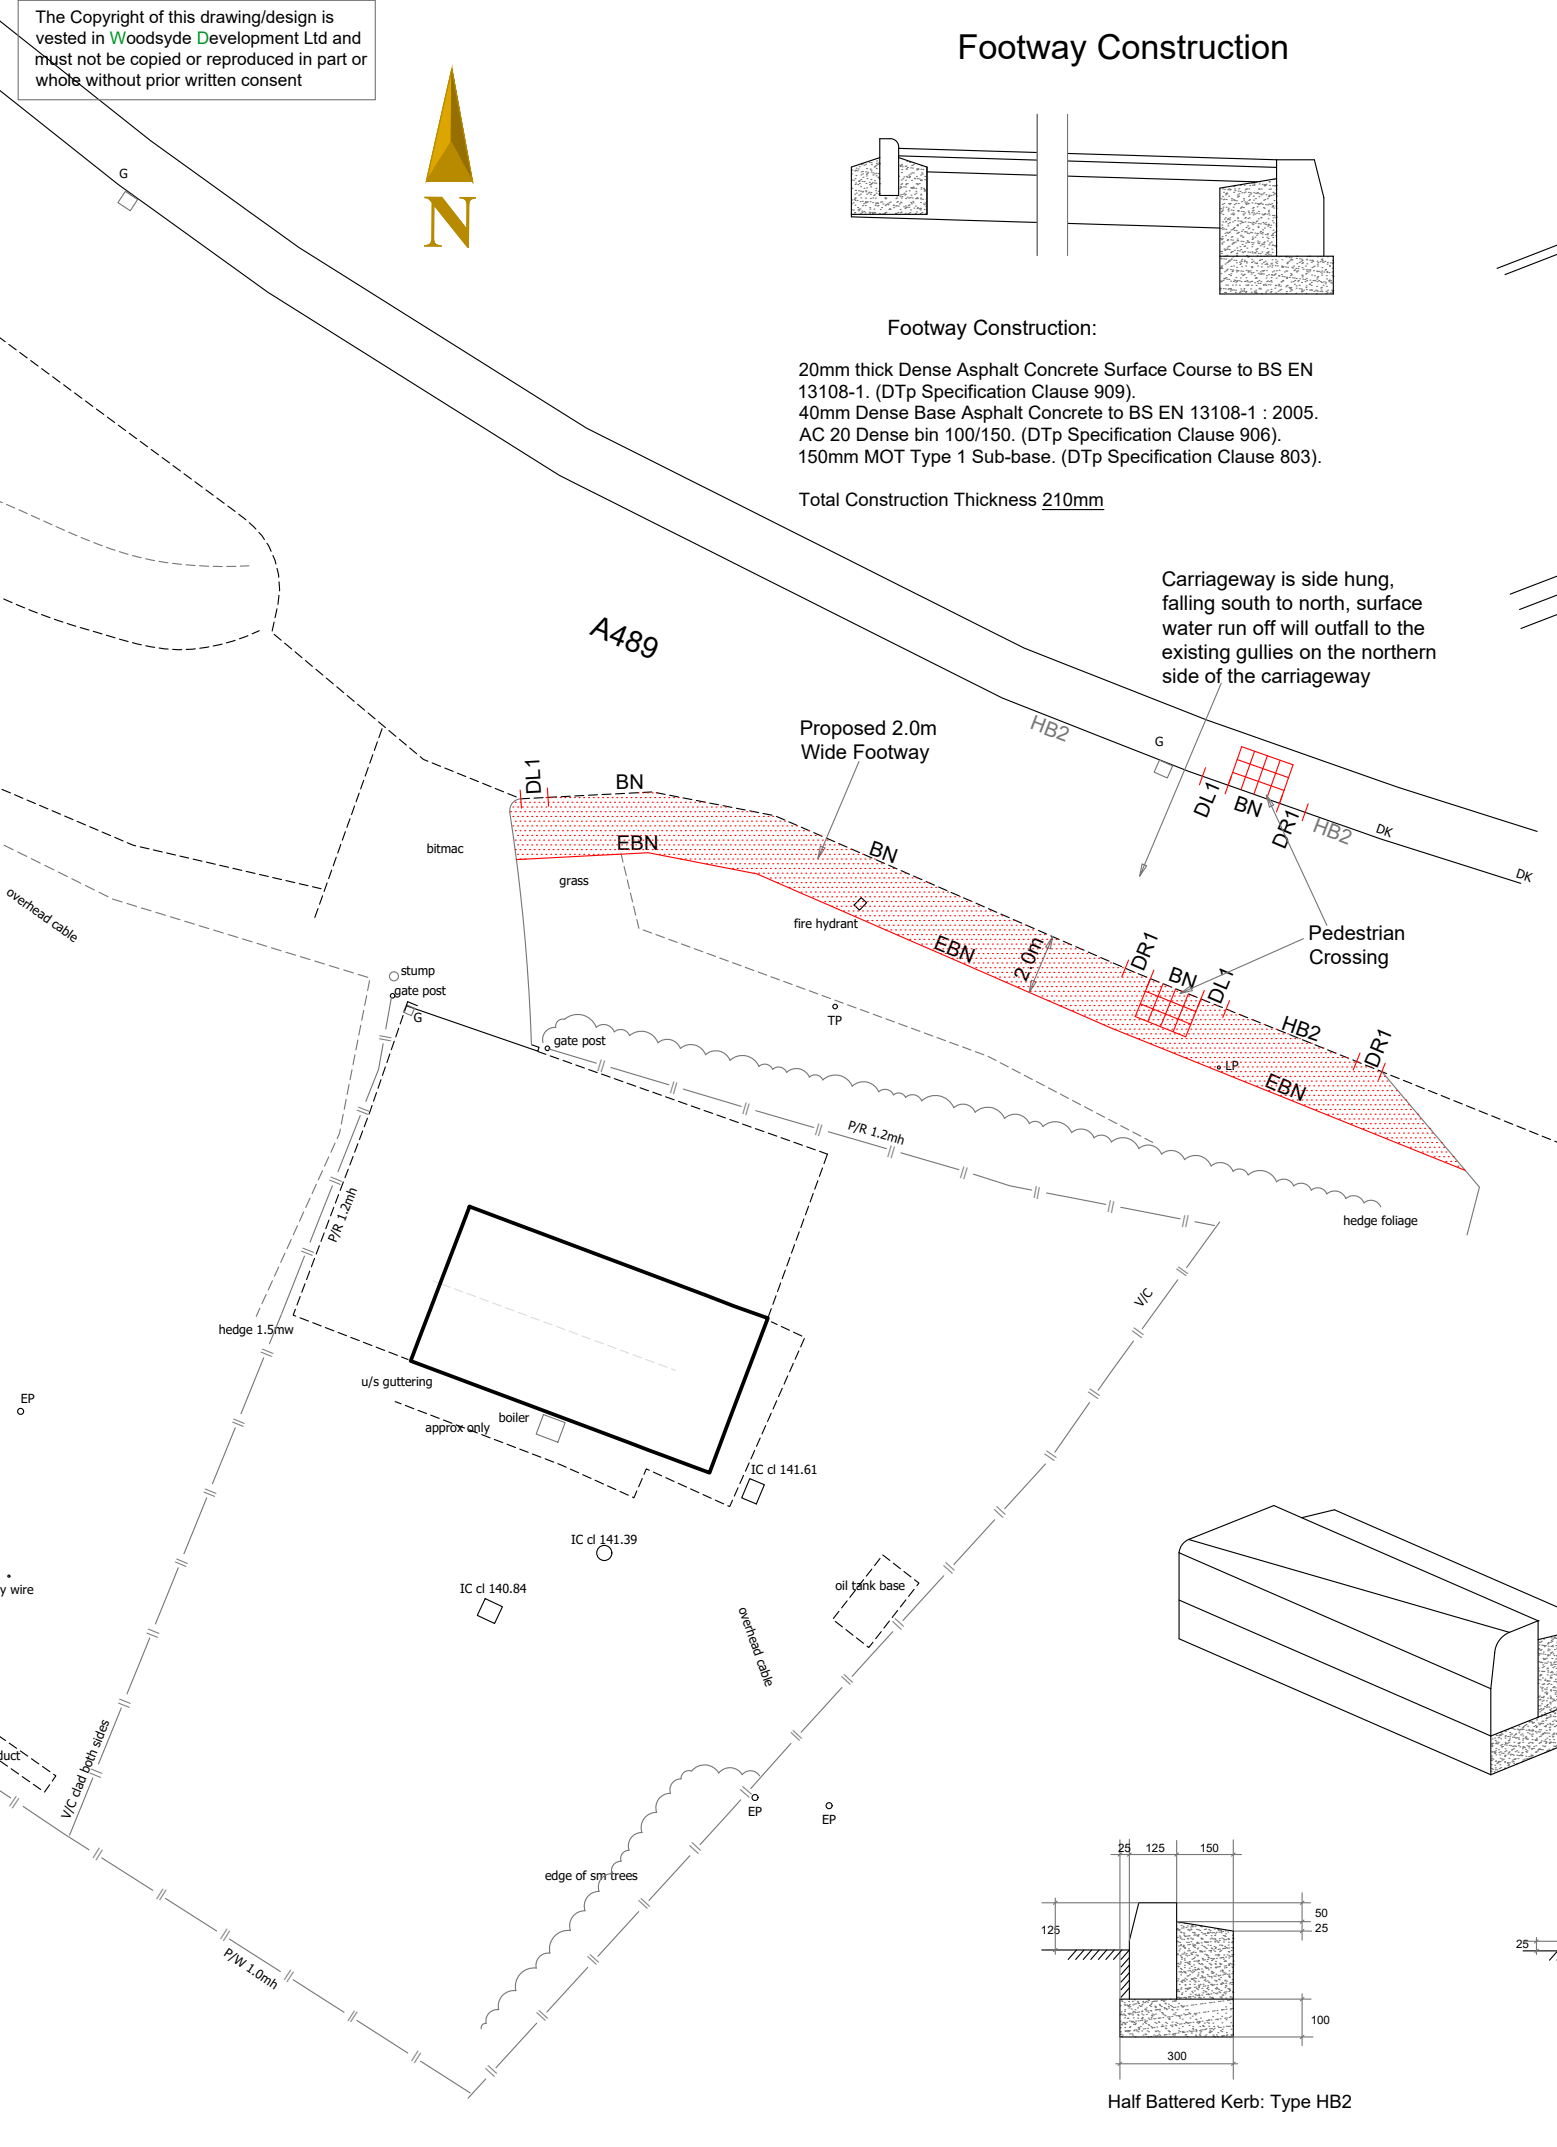 The Copyright of this drawing/design is
vested in Woodsyde Development Ltd and
must not be copied or reproduced in part or
whole without prior written consent
N
Footway Construction
Footway Construction:
20mm thick Dense Asphalt Concrete Surface Course to BS EN
13108-1. (DTp Specification Clause 909).
40mm Dense Base Asphalt Concrete to BS EN 13108-1 : 2005.
AC 20 Dense bin 100/150. (DTp Specification Clause 906).
150mm MOT Type 1 Sub-base. (DTp Specification Clause 803).
Total Construction Thickness 210mm
Carriageway is side hung,
falling south to north, surface
water run off will outfall to the
existing gullies on the northern
side of the carriageway
G
A489
Proposed 2.0m
Wide Footway
HB2
G
DL1
BN
DR1
HB2
DK
DK
DL1
BN
EBN
BN
bitmac
grass
fire hydrant
EBN
2.0m
DR1
BN
DL1
Pedestrian
Crossing
HB2
DR1
EBN
LP
overhead cable
stump
gate post
G
gate post
TP
P/R 1.2mh
hedge foliage
P/R 1.2mh
V/C
hedge 1.5mw
u/s guttering
boiler
approx only
EP
IC cl 141.61
IC cl 141.39
IC cl 140.84
oil tank base
y wire
overhead cable
duct
V/C clad both sides
EP
EP
edge of sm trees
P/W 1.0mh
25
125
150
125
50
25
100
300
25
Half Battered Kerb: Type HB2